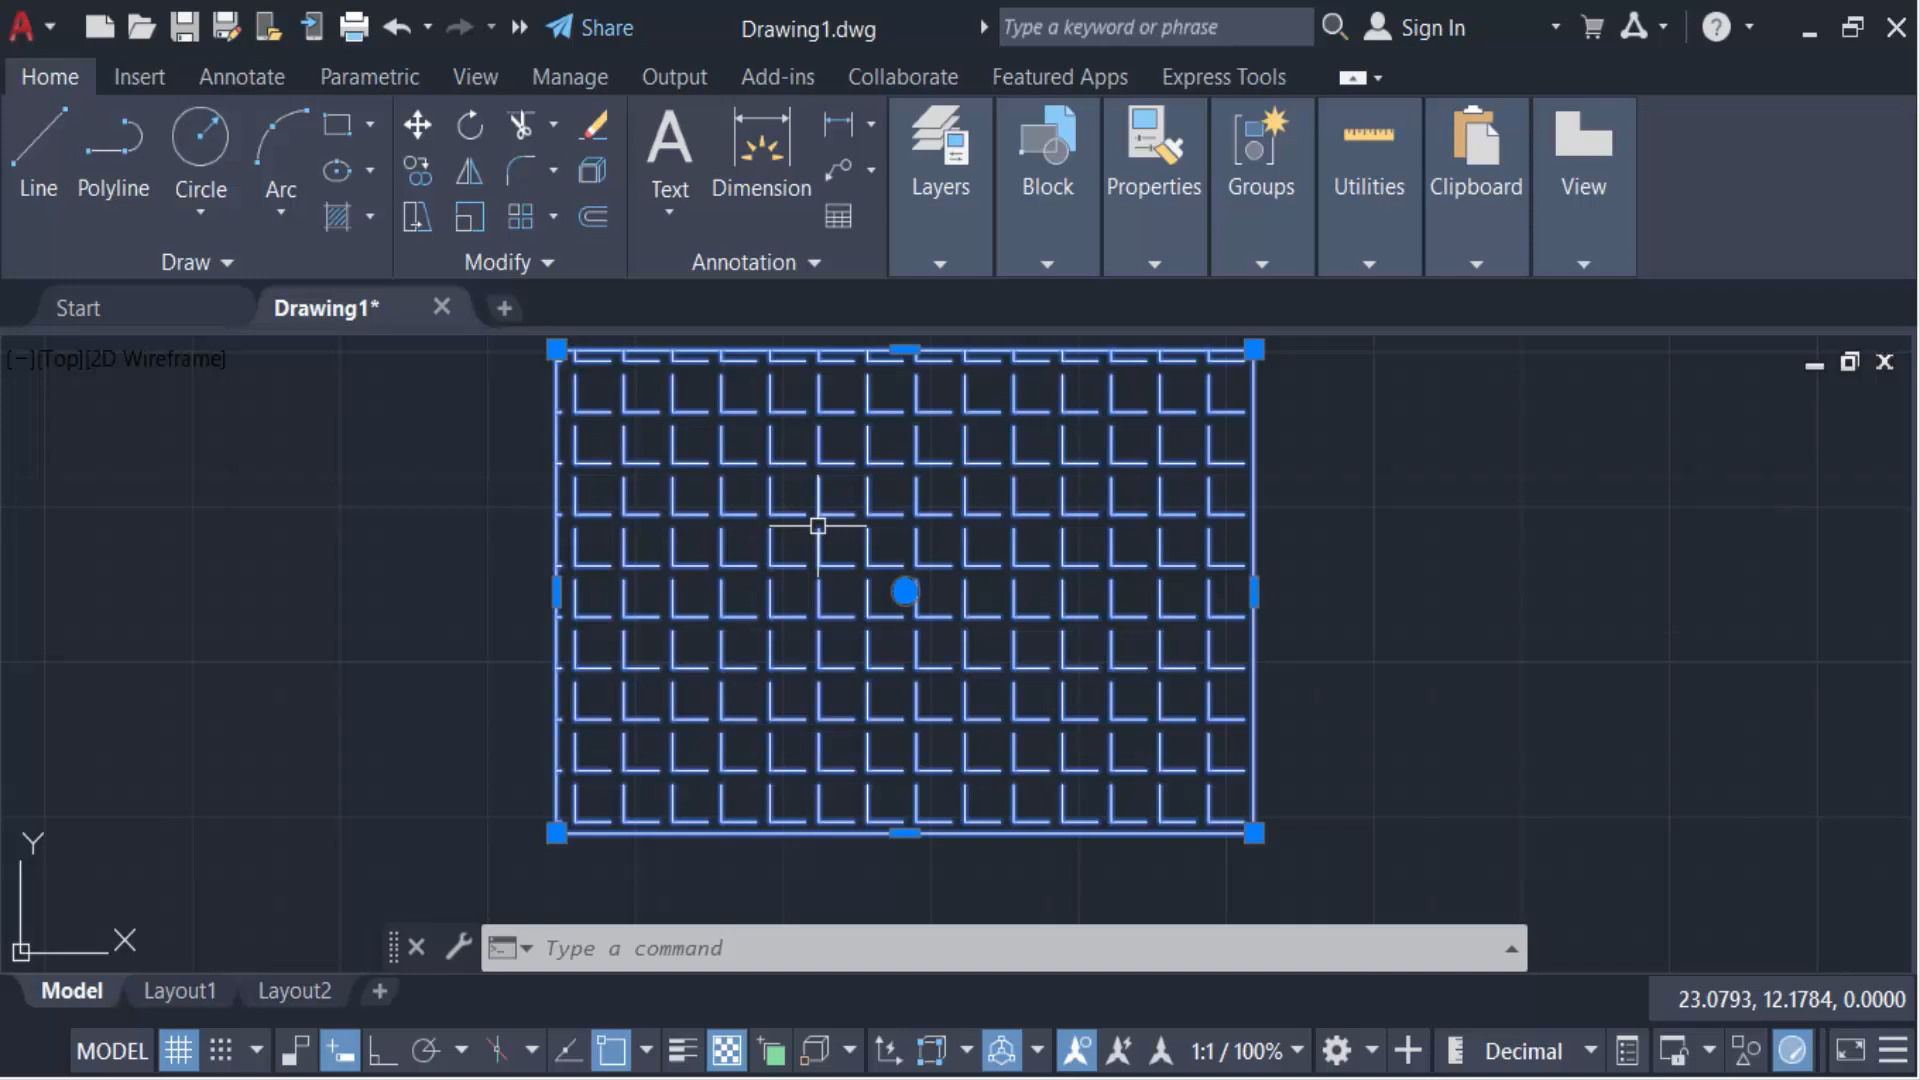 Share
Drawing1.dwg
Type a keyword or phrase
Sign In
Home
Insert
Annotate
Parametric
View
Manage
Output
Add-ins
Collaborate
Featured Apps
Express Tools
Line
Polyline
Circle
Arc
Text
Dimension
Layers
Block
Properties
Groups
Utilities
Clipboard
View
Draw
Modify
Annotation
Start
Drawing1*
[−][Top][2D Wireframe]
Y
X
Type a command
Model
Layout1
Layout2
23.0793, 12.1784, 0.0000
MODEL
1:1 / 100%
Decimal